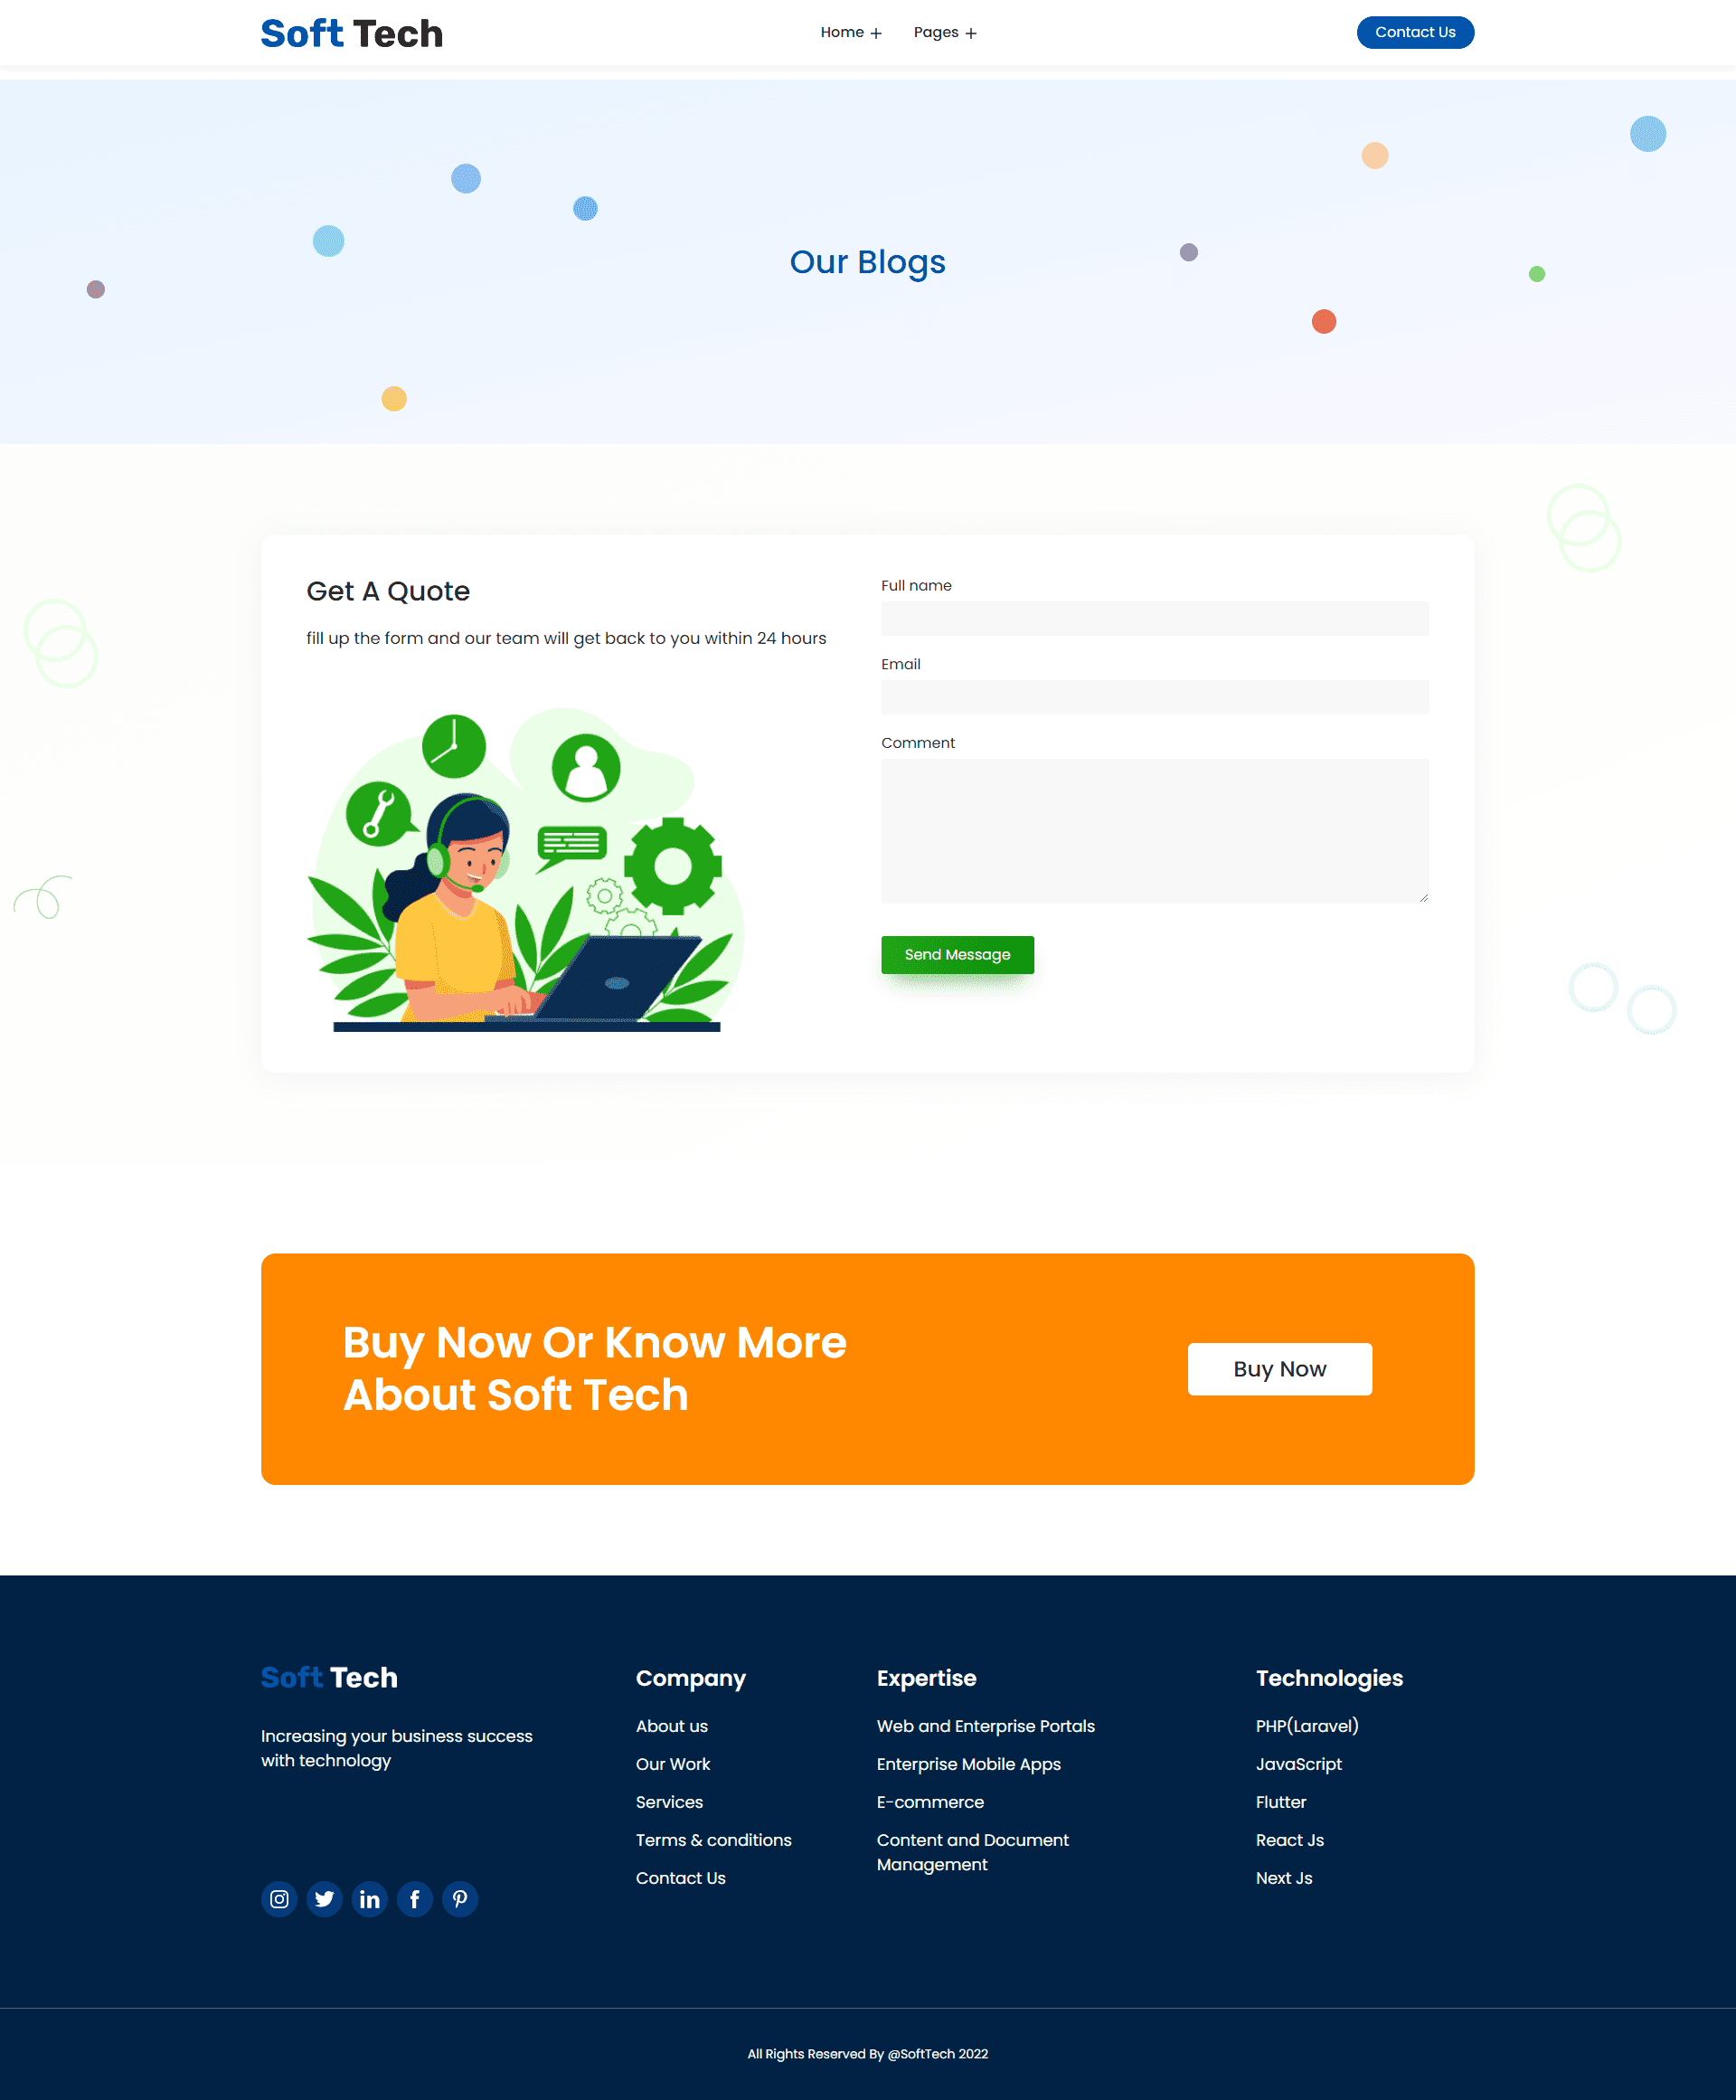 Soft Tech
Home +
Pages +
Contact Us
Our Blogs
Get A Quote
fill up the form and our team will get back to you within 24 hours
Full name
Email
Comment
Send Message
Buy Now Or Know More
About Soft Tech
Buy Now
Soft Tech
Increasing your business success
with technology
Company
About us
Our Work
Services
Terms & conditions
Contact Us
Expertise
Web and Enterprise Portals
Enterprise Mobile Apps
E-commerce
Content and Document
Management
Technologies
PHP(Laravel)
JavaScript
Flutter
React Js
Next Js
All Rights Reserved By @SoftTech 2022